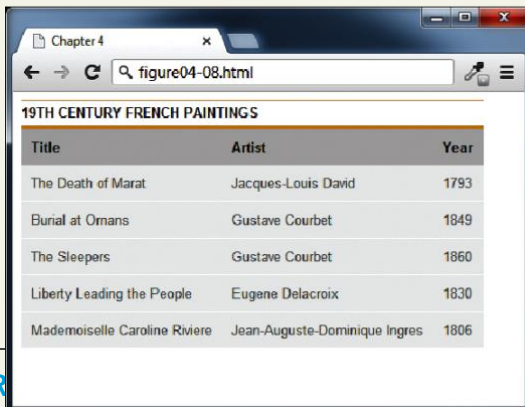 Chapter 4
figure04-08.html
19TH CENTURY FRENCH PAINTINGS
Title Artist Year
The Death of Marat Jacques-Louis David 1793
Burial at Ornans Gustave Courbet 1849
The Sleepers Gustave Courbet 1860
Liberty Leading the People Eugene Delacroix 1830
Mademoiselle Caroline Riviere Jean-Auguste-Dominique Ingres 1806
R